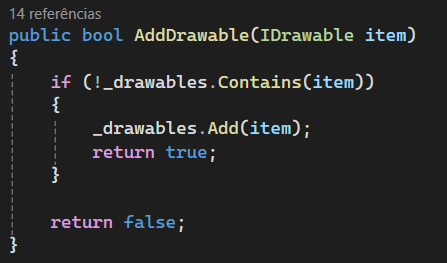 14 referências
public bool AddDrawable(IDrawable item)
{
    if (!_drawables.Contains(item))
    {
        _drawables.Add(item);
        return true;
    }

    return false;
}